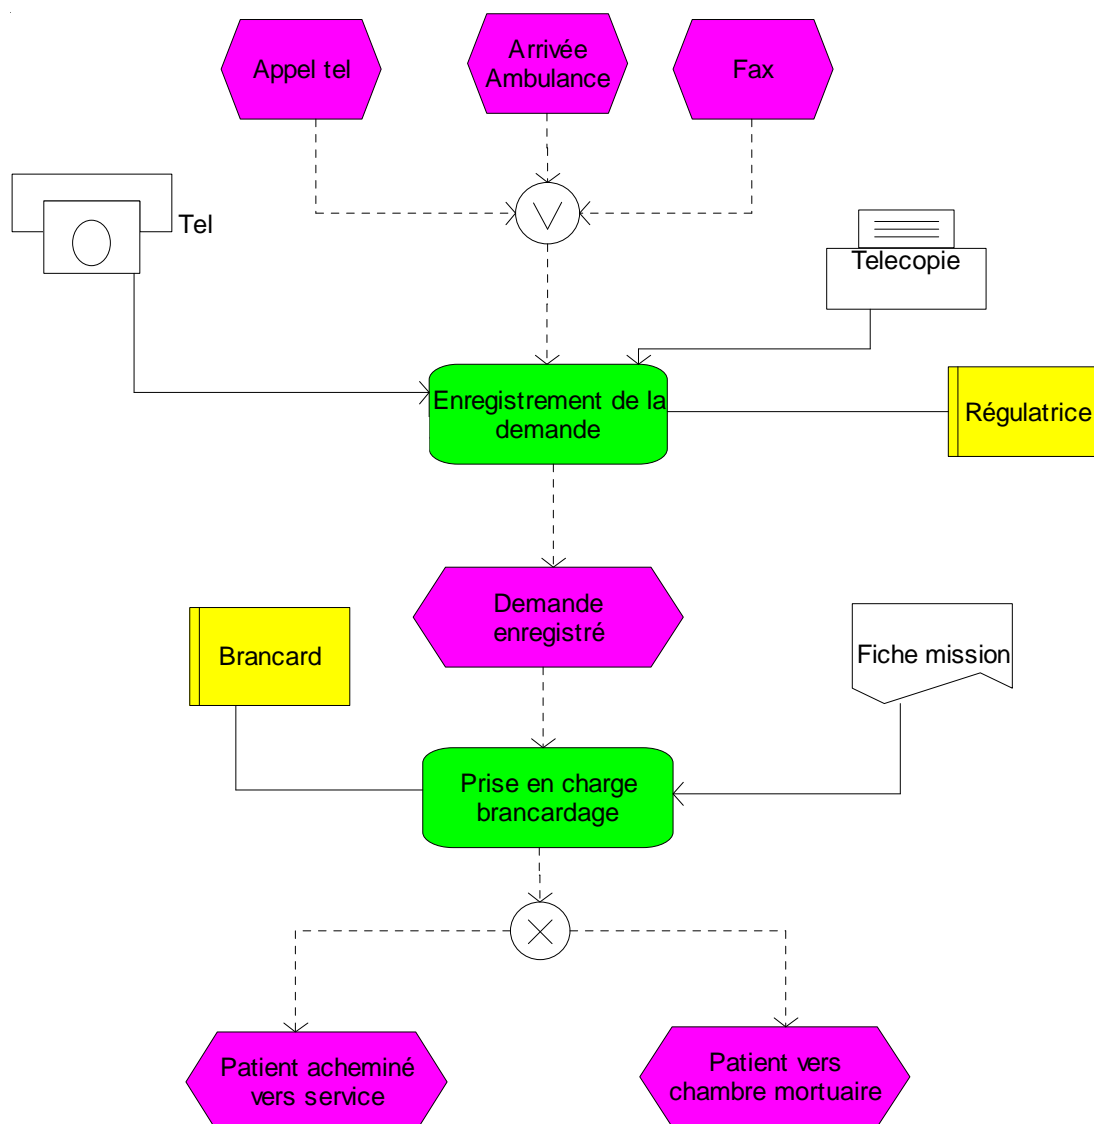 Appel tel
Arrivée
Ambulance
Fax
Tel
Telecopie
Enregistrement de la
demande
Régulatrice
Demande
enregistré
Brancard
Fiche mission
Prise en charge
brancardage
Patient acheminé
vers service
Patient vers
chambre mortuaire